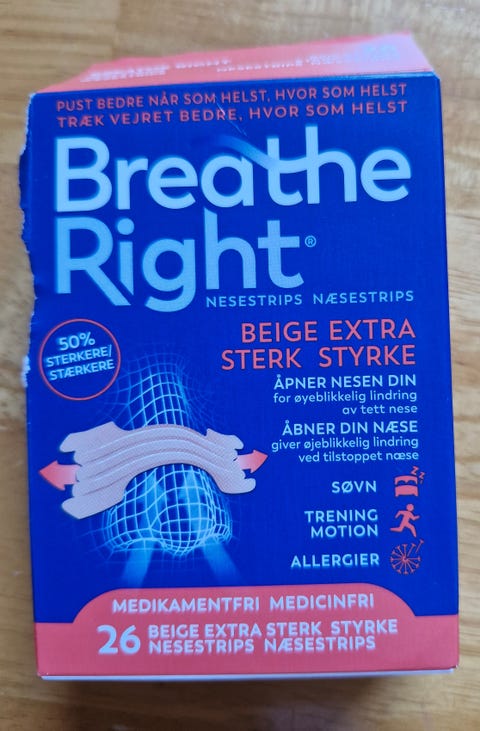 PUST BEDRE NÅR SOM HELST, HVOR SOM HELST
TRÆK VEJRET BEDRE, HVOR SOM HELST
Breathe
Right®
NESESTRIPS NÆSESTRIPS
BEIGE EXTRA
STERK STYRKE
50%
STERKERE/
STÆRKERE
ÅPNER NESEN DIN
for øyeblikkelig lindring
av tett nese
ÅBNER DIN NÆSE
giver øjeblikkelig lindring
ved tilstoppet næse
SØVN
TRENING
MOTION
ALLERGIER
MEDIKAMENTFRI MEDICINFRI
26 BEIGE EXTRA STERK STYRKE
NESESTRIPS NÆSESTRIPS